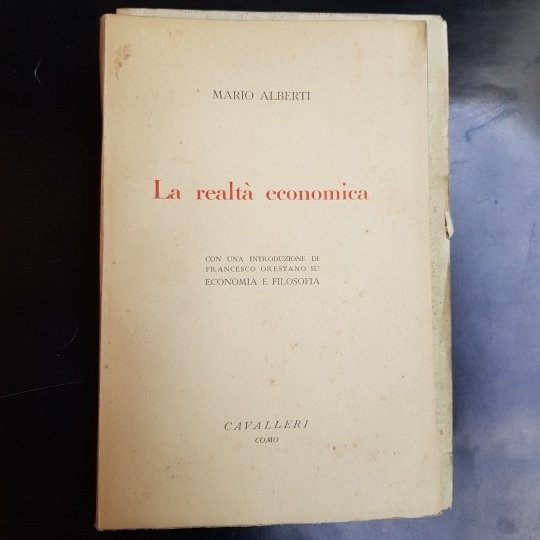 MARIO ALBERTI
La realtà economica
CON UNA INTRODUZIONE DI
FRANCESCO ORESTANO SU
ECONOMIA E FILOSOFIA
CAVALLERI
COMO